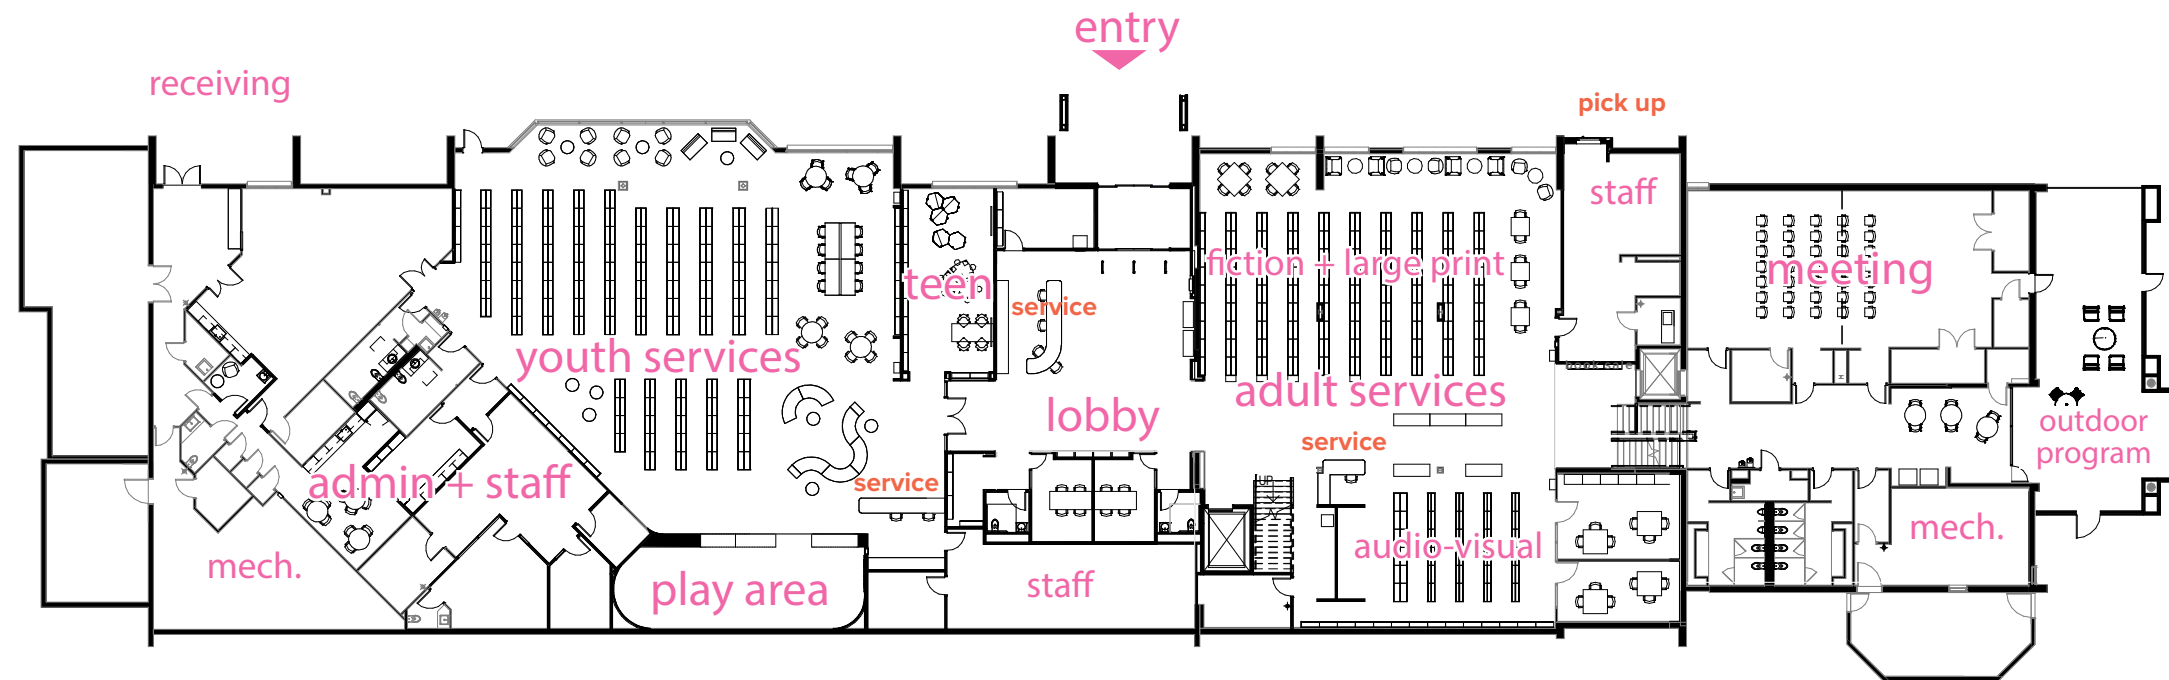 entry
receiving
pick up
staff
fiction + large print
meeting
teen
service
youth services
adult services
lobby
outdoor
program
service
admin + staff
service
UP
audio-visual
mech.
mech.
play area
staff